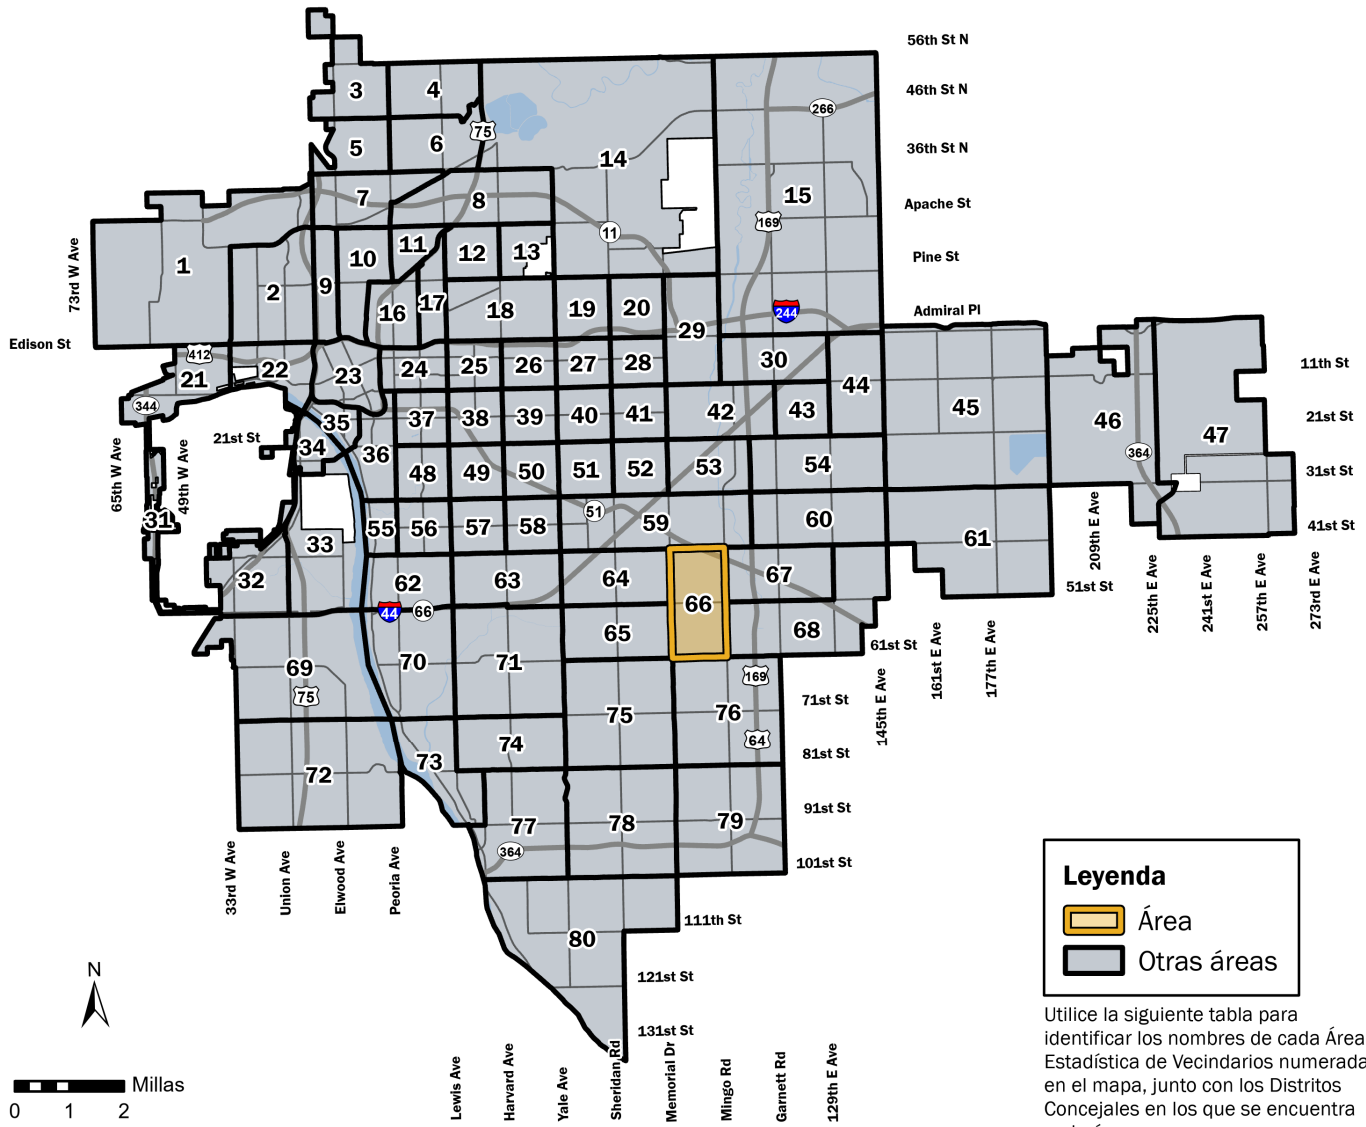 56th St N
46th St N
36th St N
Apache St
Pine St
Admiral Pl
11th St
21st St
31st St
41st St
51st St
61st St
71st St
81st St
91st St
101st St
111th St
121st St
131st St
Edison St
21st St
73rd W Ave
65th W Ave
49th W Ave
33rd W Ave
Union Ave
Elwood Ave
Peoria Ave
Lewis Ave
Harvard Ave
Yale Ave
Sheridan Rd
Memorial Dr
Mingo Rd
Garnett Rd
129th E Ave
145th E Ave
161st E Ave
177th E Ave
209th E Ave
225th E Ave
241st E Ave
257th E Ave
273rd E Ave
1
2
3
4
5
6
7
8
9
10
11
12
13
14
15
16
17
18
19
20
21
22
23
24
25
26
27
28
29
30
31
32
33
34
35
36
37
38
39
40
41
42
43
44
45
46
47
48
49
50
51
52
53
54
55
56
57
58
59
60
61
62
63
64
65
66
67
68
69
70
71
72
73
74
75
76
77
78
79
80
75
266
169
11
244
412
344
364
51
44
66
75
169
64
364
N
Millas
0 1 2
Leyenda
Área
Otras áreas
Utilice la siguiente tabla para
identificar los nombres de cada Área
Estadística de Vecindarios numerada
en el mapa, junto con los Distritos
Concejales en los que se encuentra